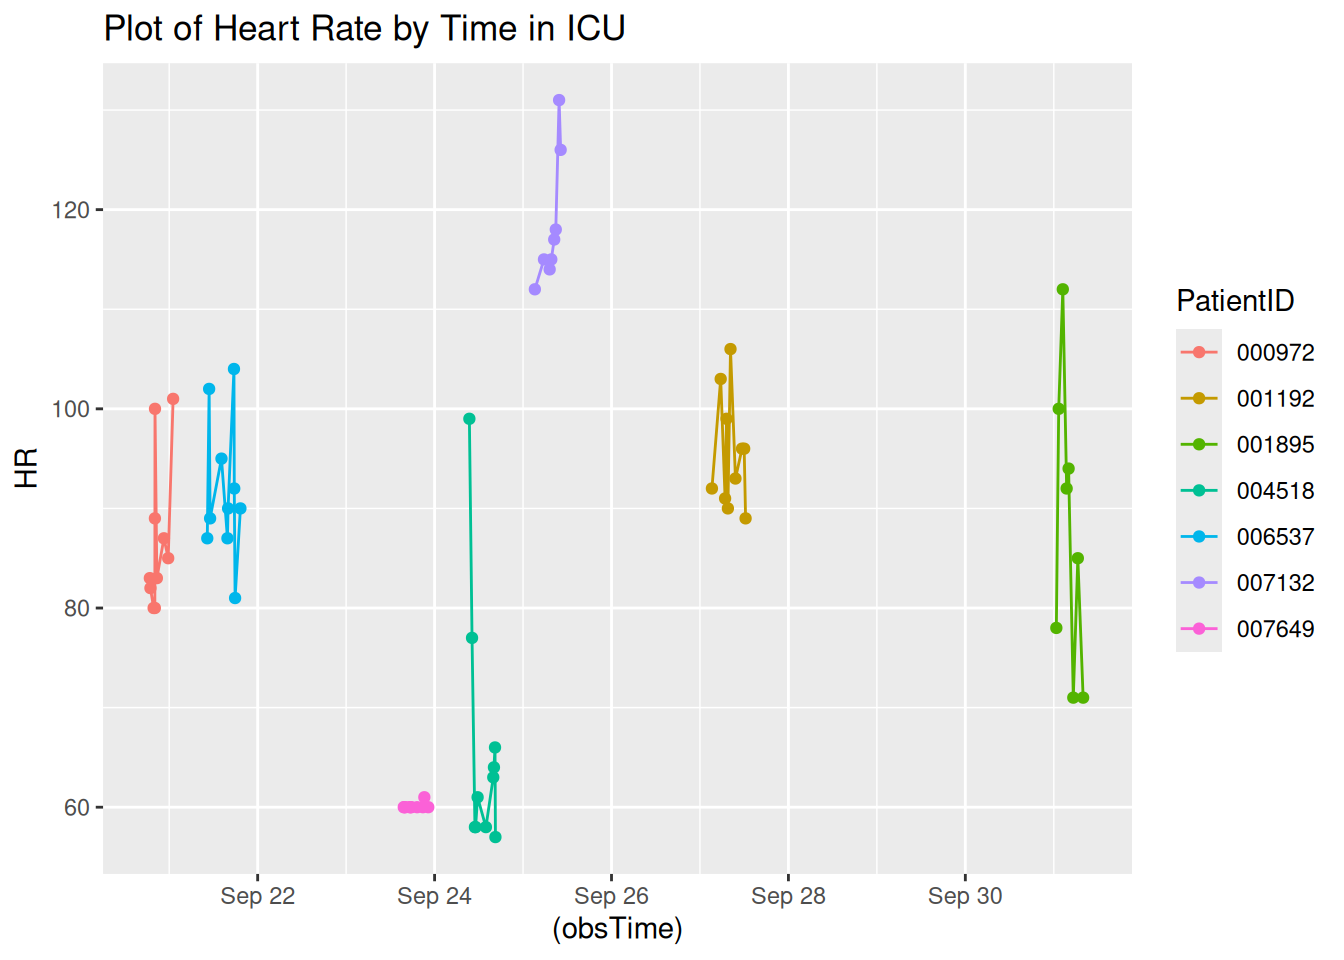 Plot of Heart Rate by Time in ICU
120
100
80
60
HR
Sep 22
Sep 24
Sep 26
Sep 28
Sep 30
(obsTime)
PatientID
000972
001192
001895
004518
006537
007132
007649